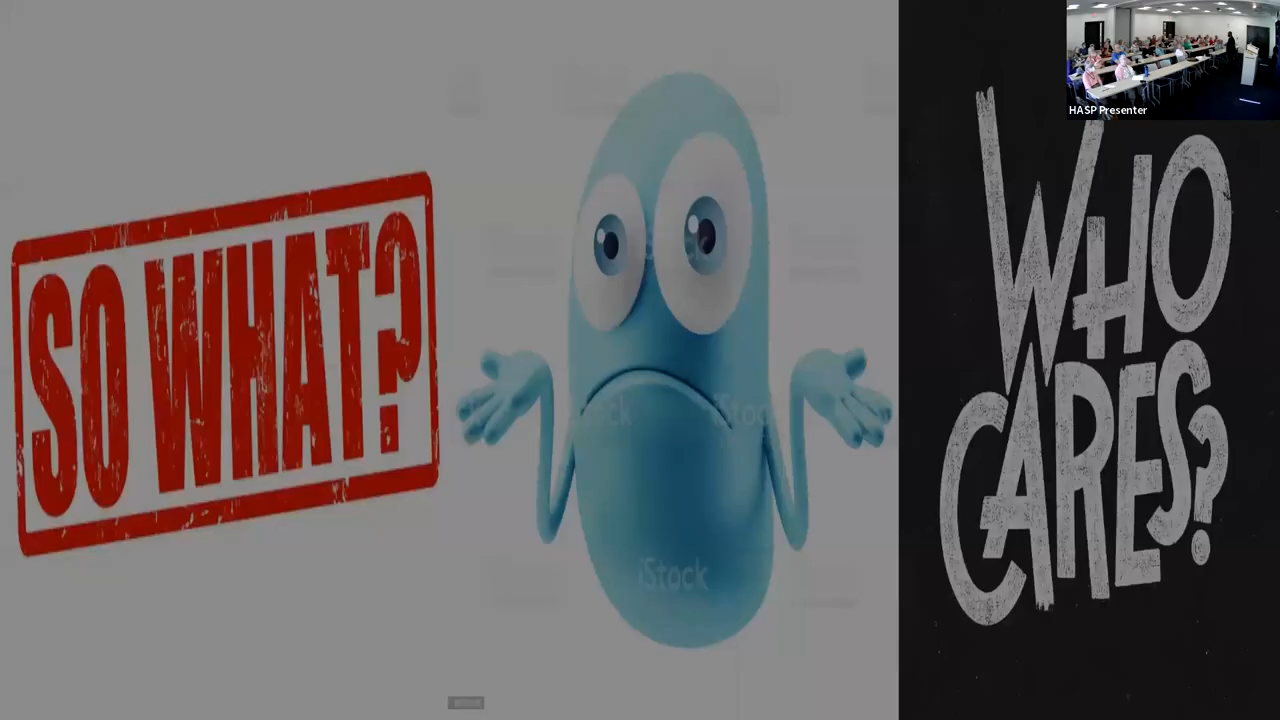 SO WHAT?
iStock
iStock
iStock
WHO
CARES?
HASP Presenter